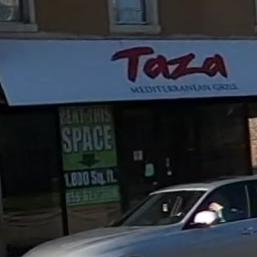 Taza
MEDITERRANEAN GRILL
RENT THIS
SPACE
1,800 Sq. ft.